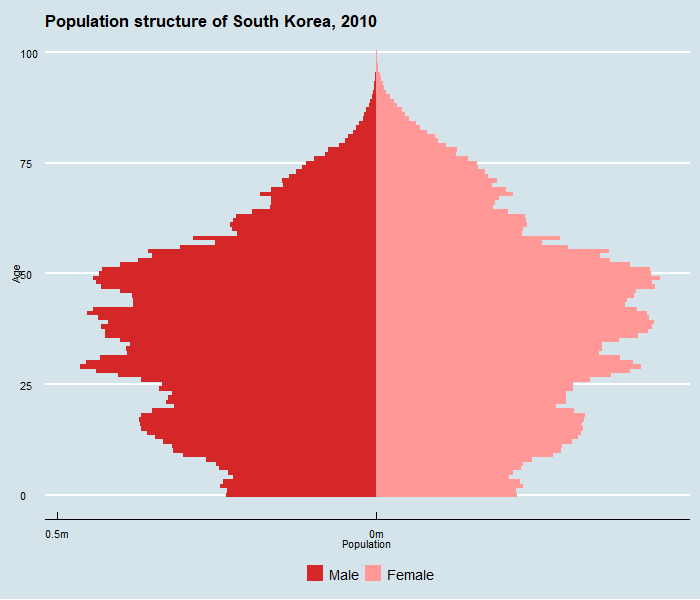 Population structure of South Korea, 2010
100
75
Age
50
25
0
0.5m
0m
Population
Male
Female